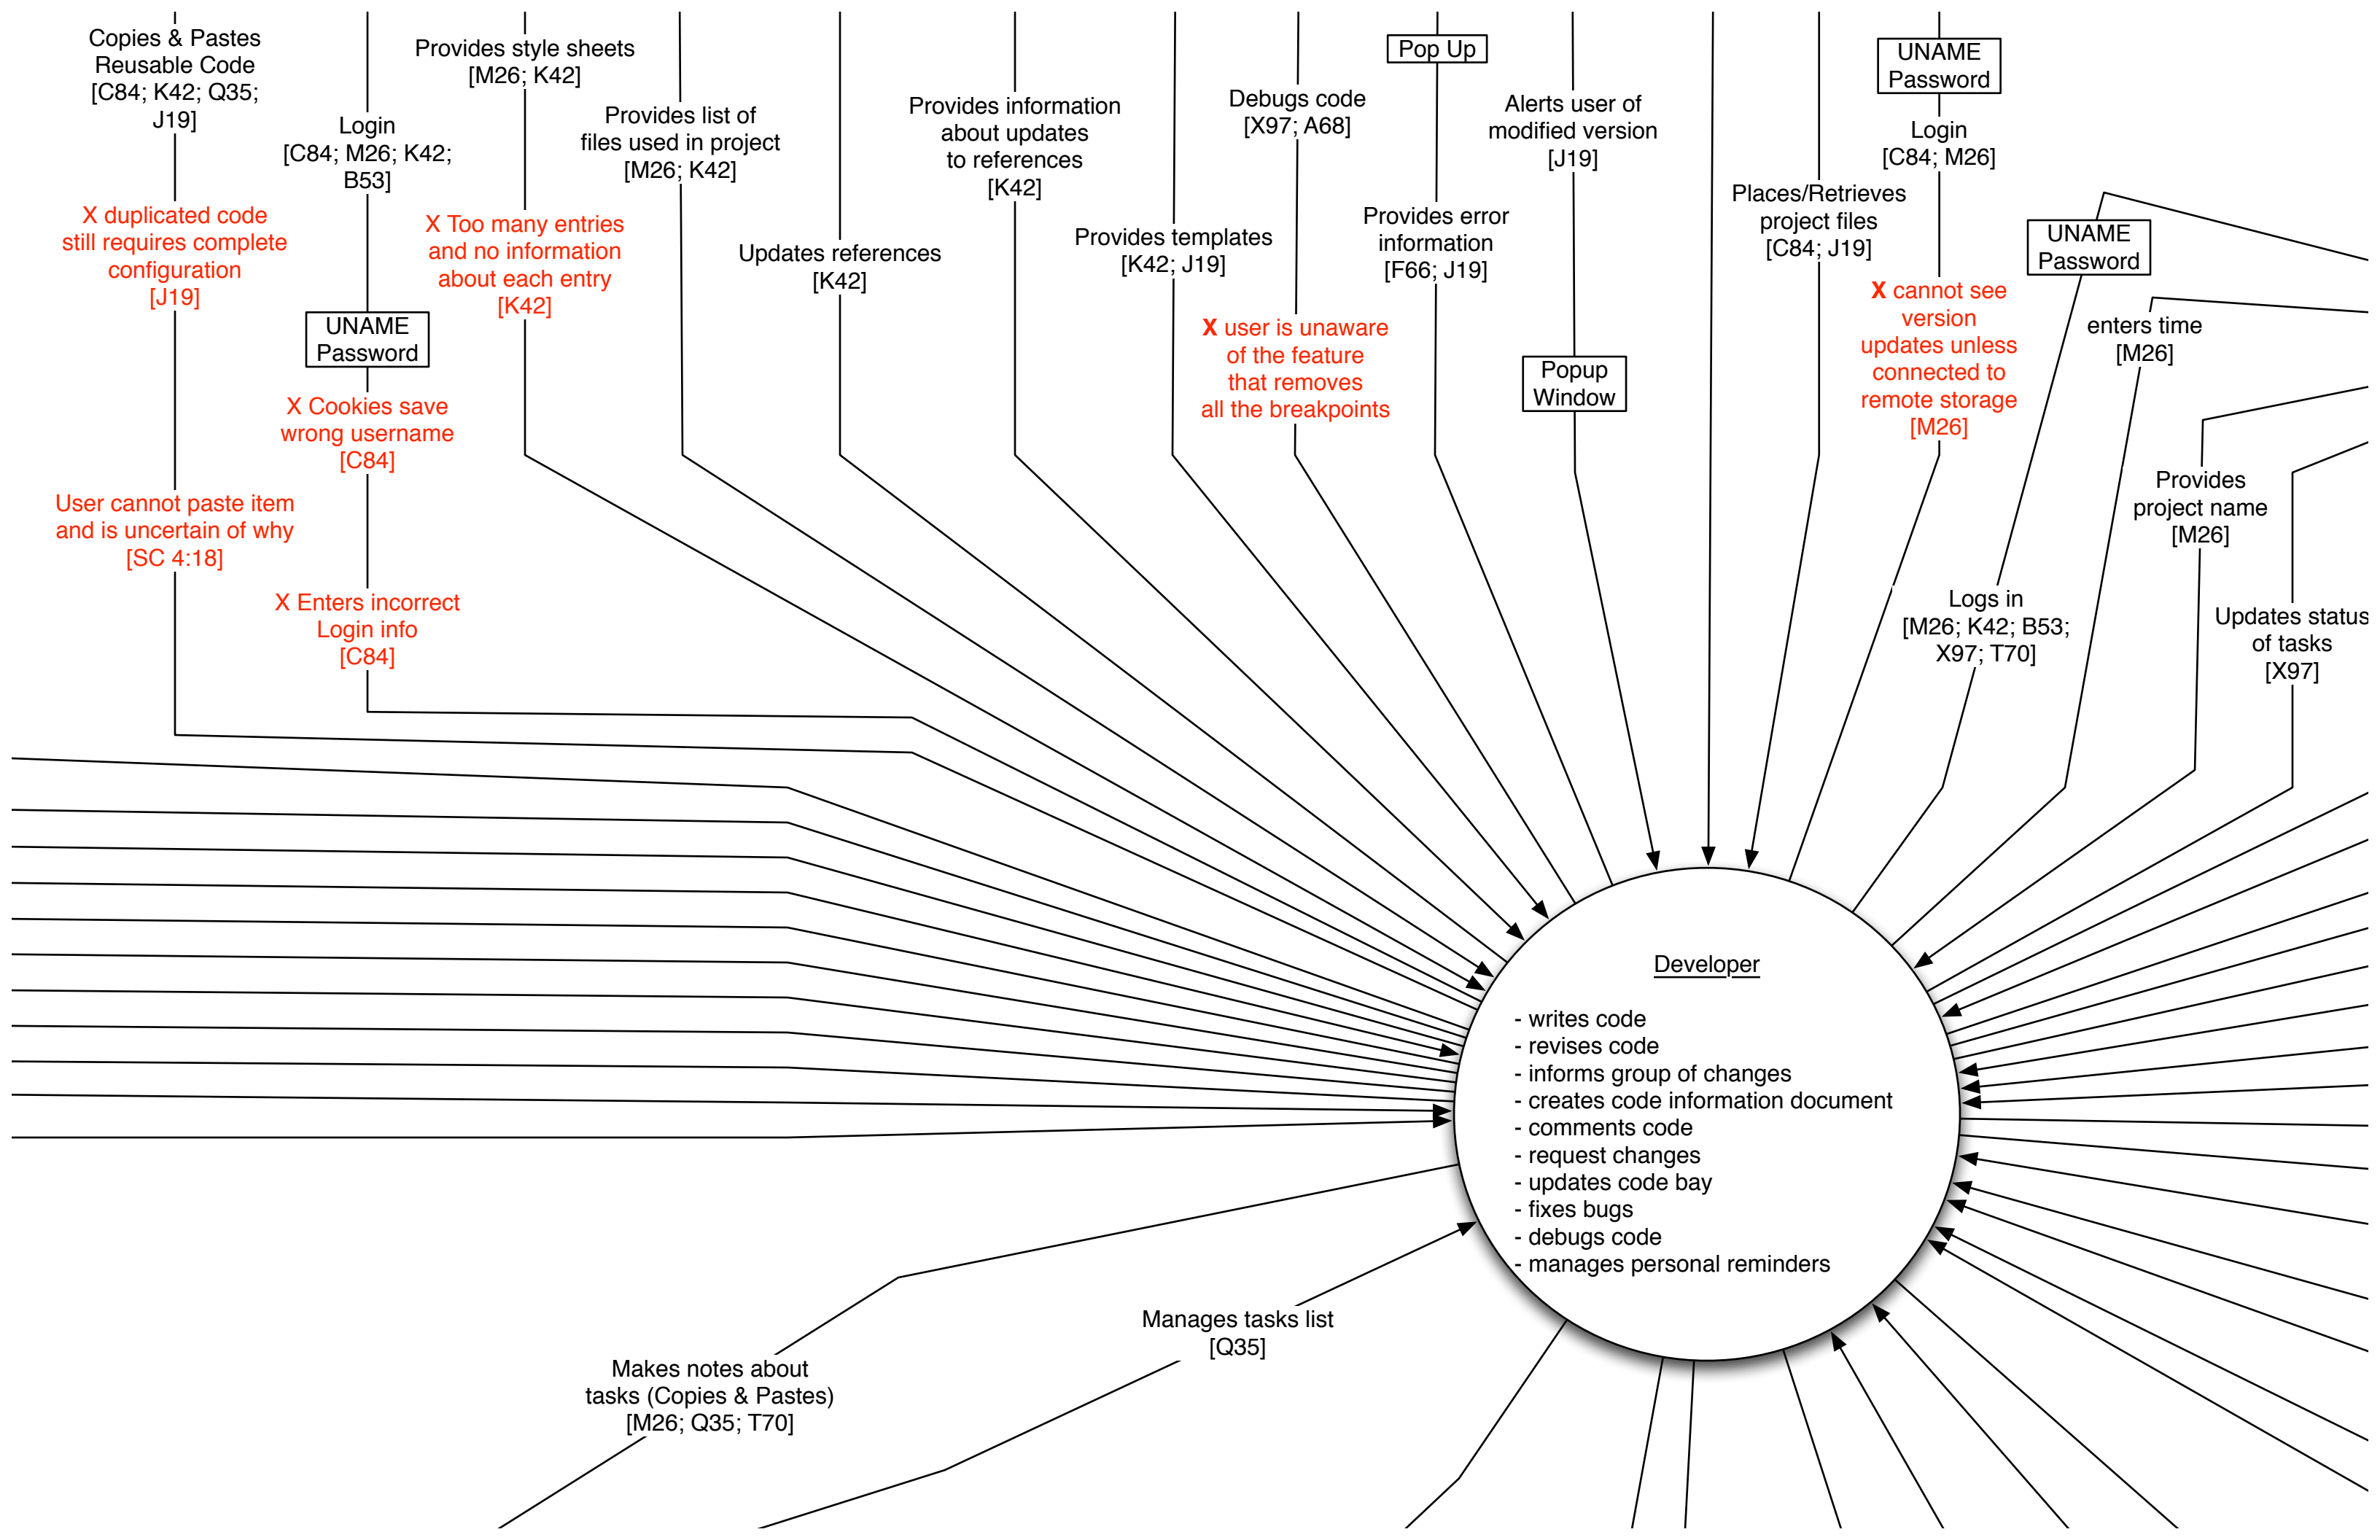 Copies & Pastes
Reusable Code
[C84; K42; Q35;
J19]
X duplicated code
still requires complete
configuration
[J19]
User cannot paste item
and is uncertain of why
[SC 4:18]
Login
[C84; M26; K42;
B53]
UNAME
Password
X Cookies save
wrong username
[C84]
X Enters incorrect
Login info
[C84]
Provides style sheets
[M26; K42]
X Too many entries
and no information
about each entry
[K42]
Provides list of
files used in project
[M26; K42]
Updates references
[K42]
Provides information
about updates
to references
[K42]
Provides templates
[K42; J19]
Debugs code
[X97; A68]
X user is unaware
of the feature
that removes
all the breakpoints
Pop Up
Provides error
information
[F66; J19]
Alerts user of
modified version
[J19]
Popup
Window
Places/Retrieves
project files
[C84; J19]
UNAME
Password
Login
[C84; M26]
X cannot see
version
updates unless
connected to
remote storage
[M26]
UNAME
Password
Logs in
[M26; K42; B53;
X97; T70]
enters time
[M26]
Provides
project name
[M26]
Updates status
of tasks
[X97]
Developer
- writes code
- revises code
- informs group of changes
- creates code information document
- comments code
- request changes
- updates code bay
- fixes bugs
- debugs code
- manages personal reminders
Manages tasks list
[Q35]
Makes notes about
tasks (Copies & Pastes)
[M26; Q35; T70]